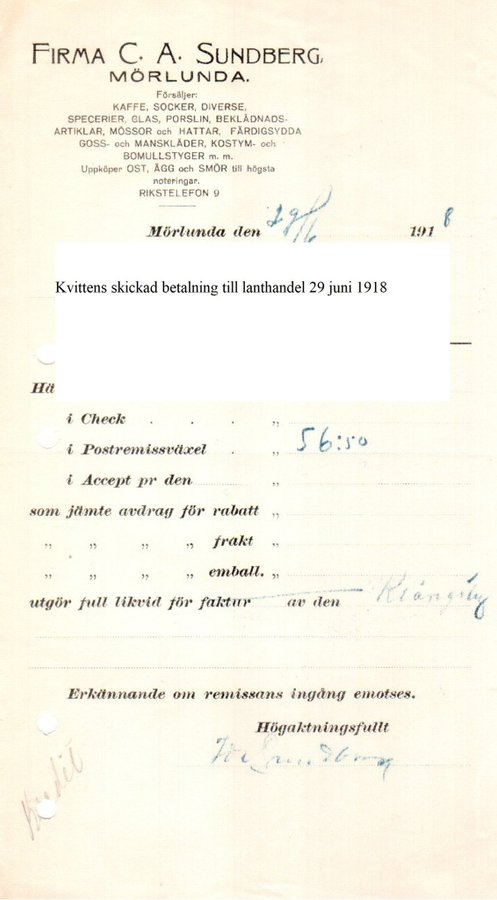 FIRMA C. A. SUNDBERG,
MÖRLUNDA.
Försäljer:
KAFFE, SOCKER, DIVERSE,
SPECERIER, GLAS, PORSLIN, BEKLÄDNADS-
ARTIKLAR, MÖSSOR och HATTAR, FÄRDIGSYDDA
GOSS- och MANSKLÄDER, KOSTYM- och
BOMULLSTYGER m. m.
Uppköper OST, ÄGG och SMÖR till högsta
noteringar.
RIKSTELEFON 9
Mörlunda den 29/6 1918
Kvittens skickad betalning till lanthandel 29 juni 1918
Hä
i Check . . . „
i Postremissväxel . „ 56:50
i Accept pr den „
som jämte avdrag för rabatt „
„ „ „ „ frakt „
„ „ „ „ emball. „
utgör full likvid för faktur av den
Erkännande om remissans ingång emotses.
Högaktningsfullt
Sundberg